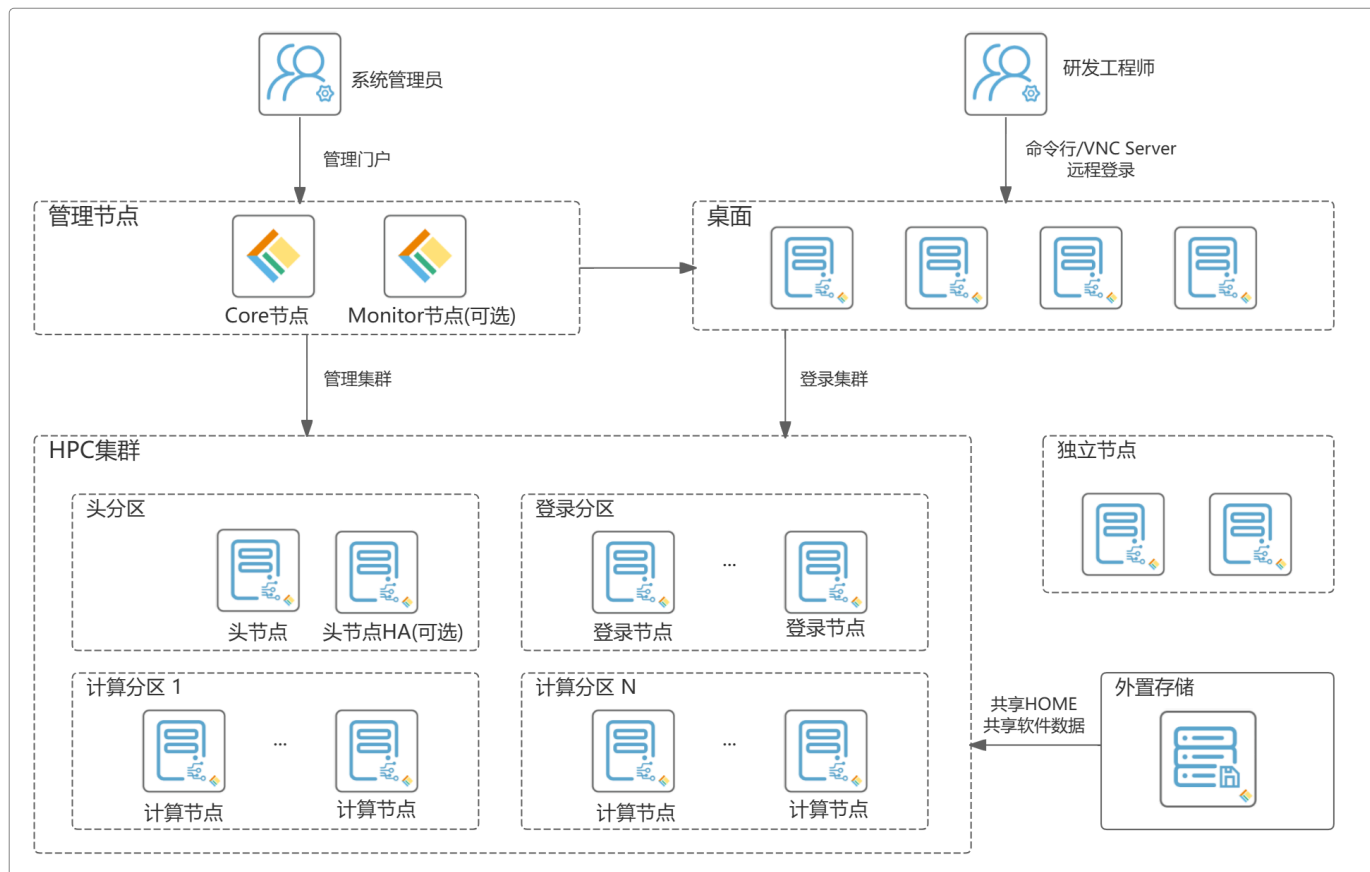 系统管理员
研发工程师
管理门户
命令行/VNC Server
远程登录
管理节点
Core节点
Monitor节点(可选)
桌面
管理集群
登录集群
HPC集群
头分区
头节点
头节点HA(可选)
登录分区
...
登录节点
登录节点
独立节点
计算分区 1
...
计算节点
计算节点
计算分区 N
...
计算节点
计算节点
共享HOME
共享软件数据
外置存储